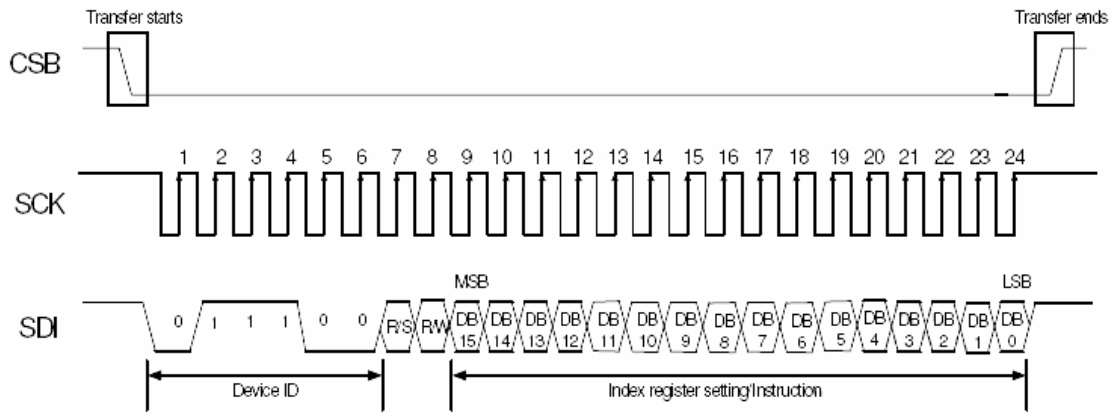 Transfer starts
Transfer ends
CSB
1 2 3 4 5 6 7 8 9 10 11 12 13 14 15 16 17 18 19 20 21 22 23 24
SCK
MSB
LSB
SDI
0 1 1 1 0 0 R/S R/W DB DB DB DB DB DB DB DB DB DB DB DB DB DB DB DB
15 14 13 12 11 10 9 8 7 6 5 4 3 2 1 0
Device ID
Index register setting/Instruction